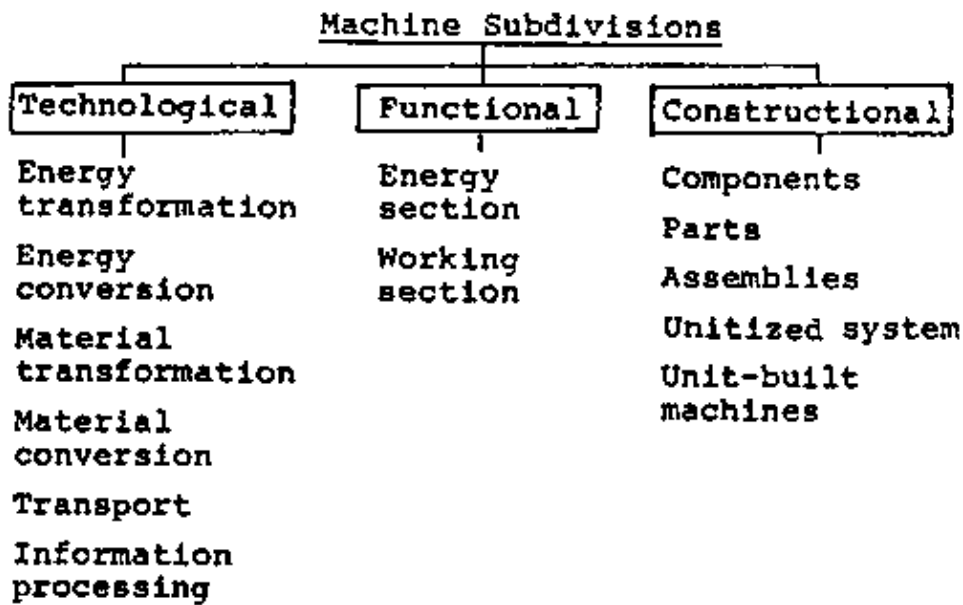 Machine Subdivisions
Technological
Energy
transformation
Energy
conversion
Material
transformation
Material
conversion
Transport
Information
processing
Functional
Energy
section
Working
section
Constructional
Components
Parts
Assemblies
Unitized system
Unit-built
machines